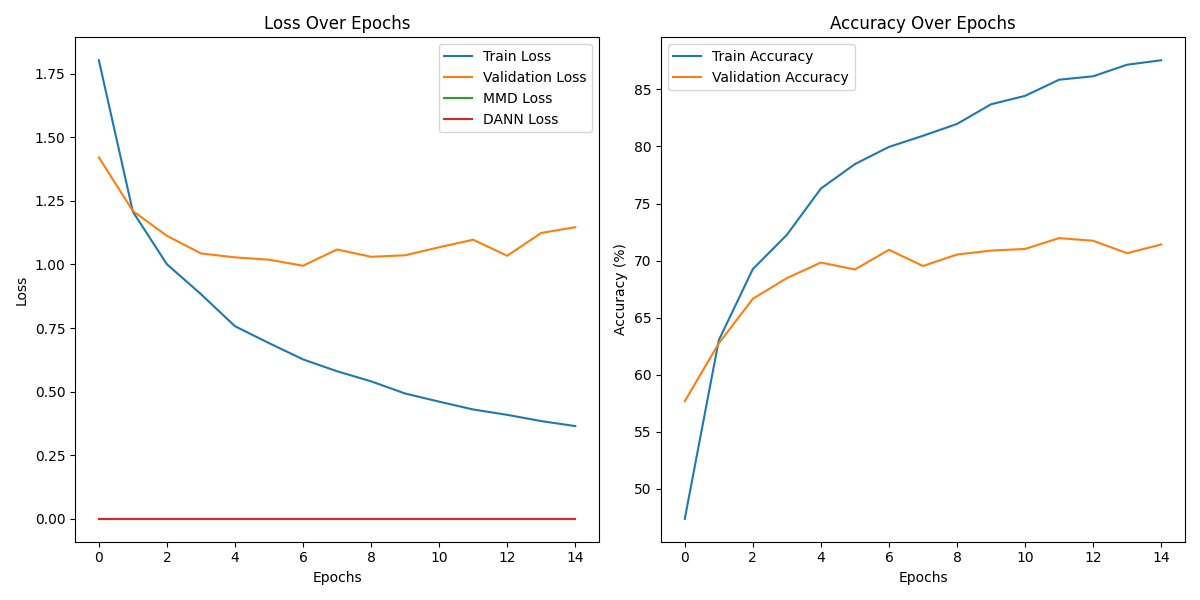 Loss Over Epochs
Train Loss
Validation Loss
MMD Loss
DANN Loss
1.75
1.50
1.25
1.00
0.75
0.50
0.25
0.00
Loss
0 2 4 6 8 10 12 14
Epochs
Accuracy Over Epochs
Train Accuracy
Validation Accuracy
85
80
75
70
65
60
55
50
Accuracy (%)
0 2 4 6 8 10 12 14
Epochs